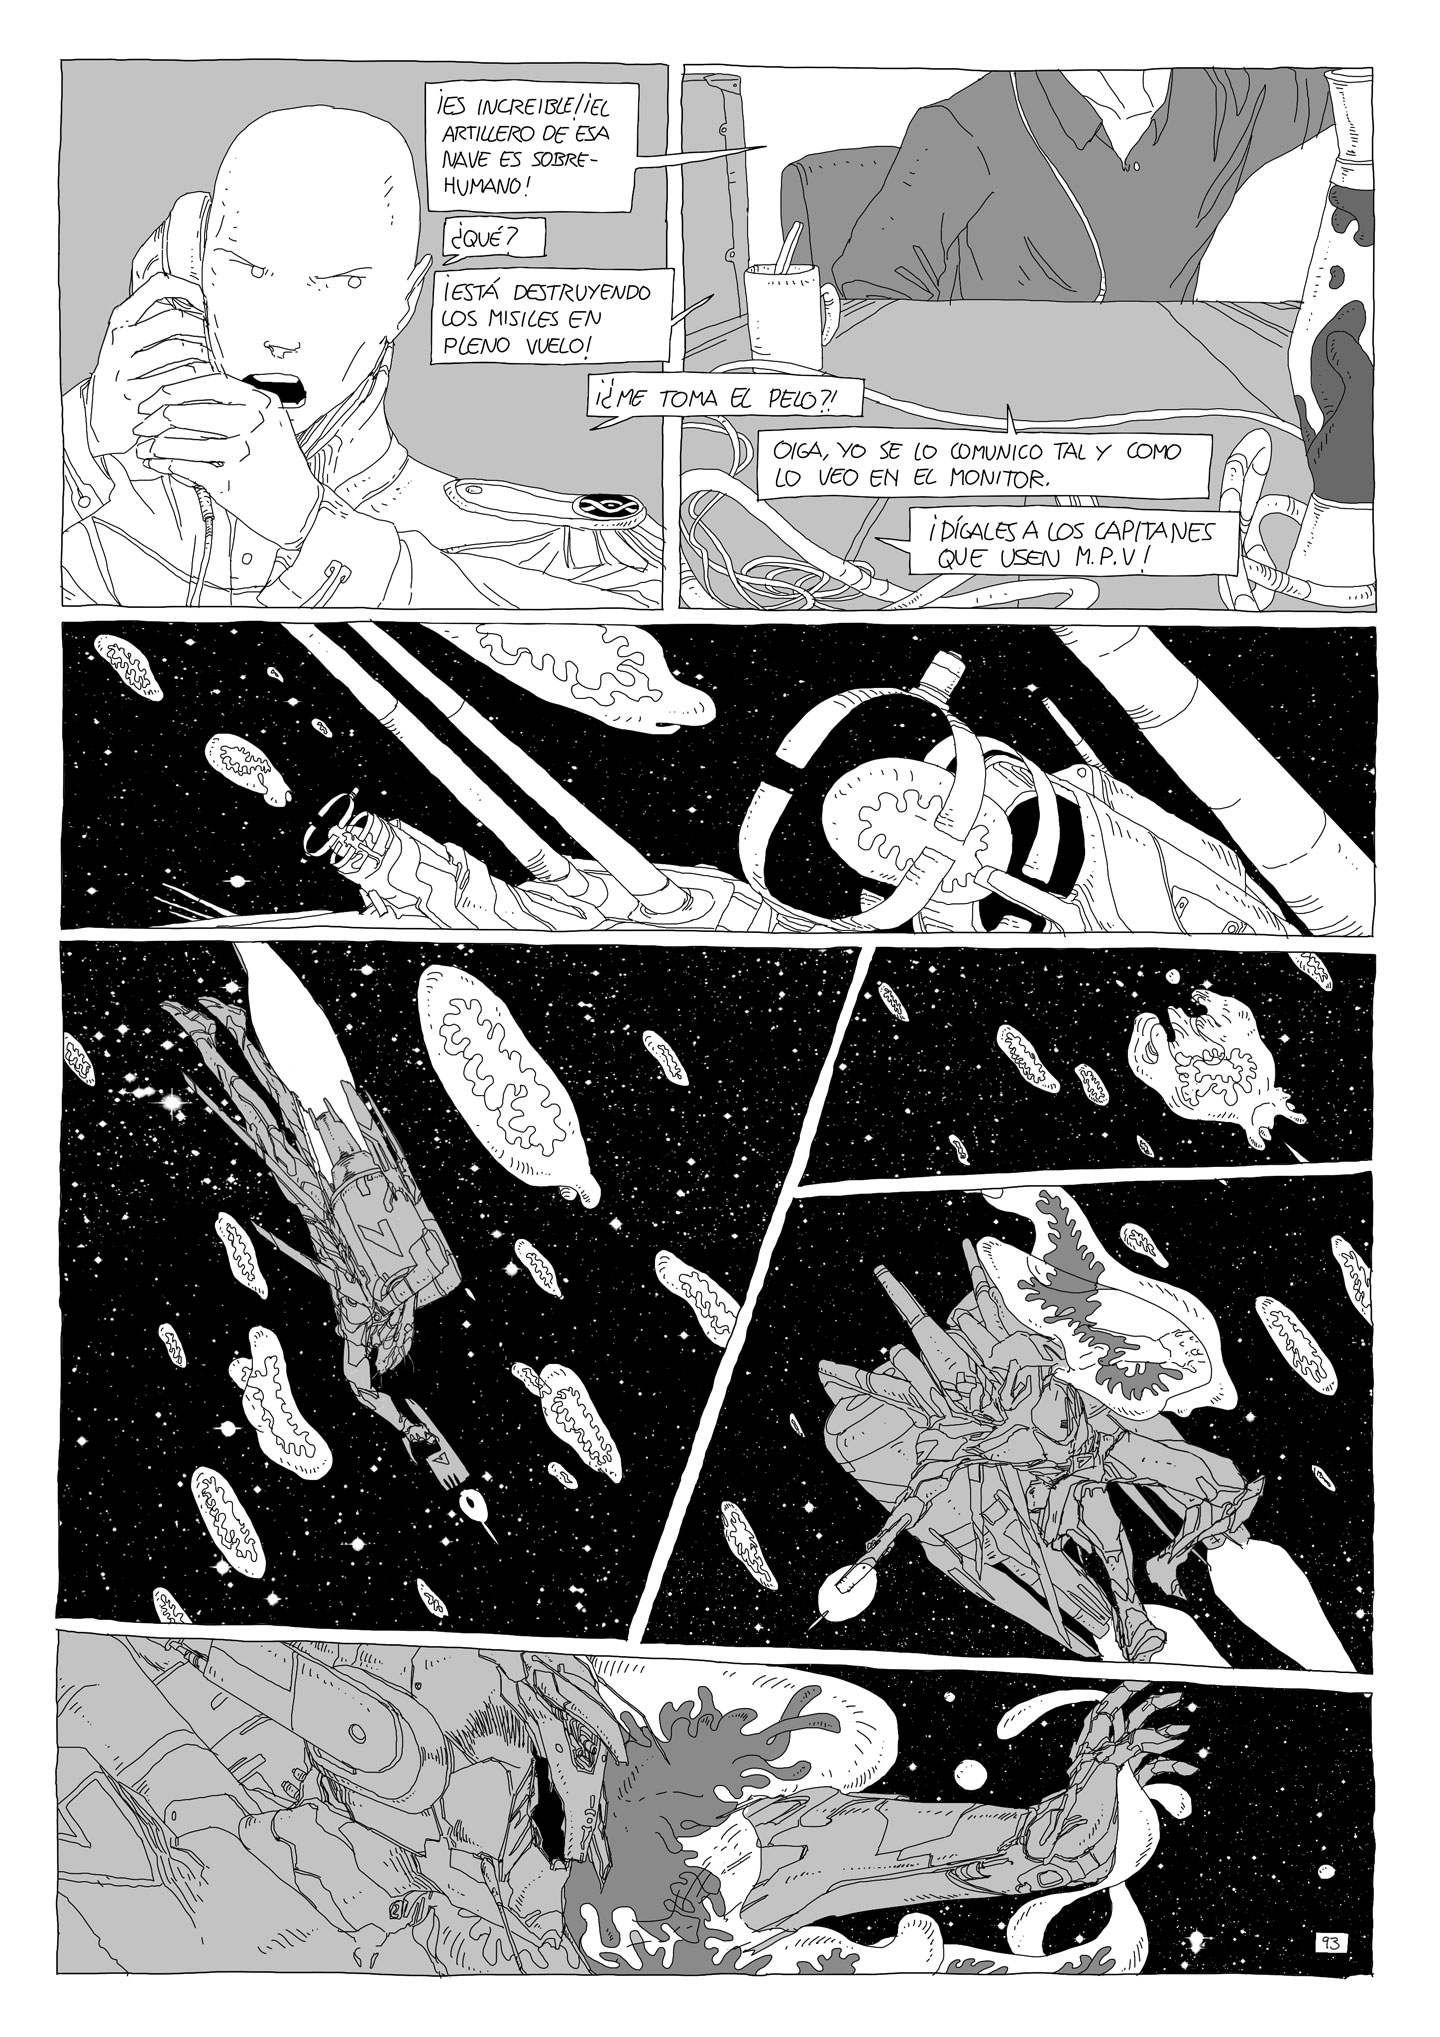 ¡ES INCREIBLE! ¡EL
ARTILLERO DE ESA
NAVE ES SOBRE-
HUMANO!
¿QUÉ?
¡ESTÁ DESTRUYENDO
LOS MISILES EN
PLENO VUELO!
¡¿ME TOMA EL PELO?!
OIGA, YO SE LO COMUNICO TAL Y COMO
LO VEO EN EL MONITOR.
¡DÍGALES A LOS CAPITANES
QUE USEN M.P.V!
93